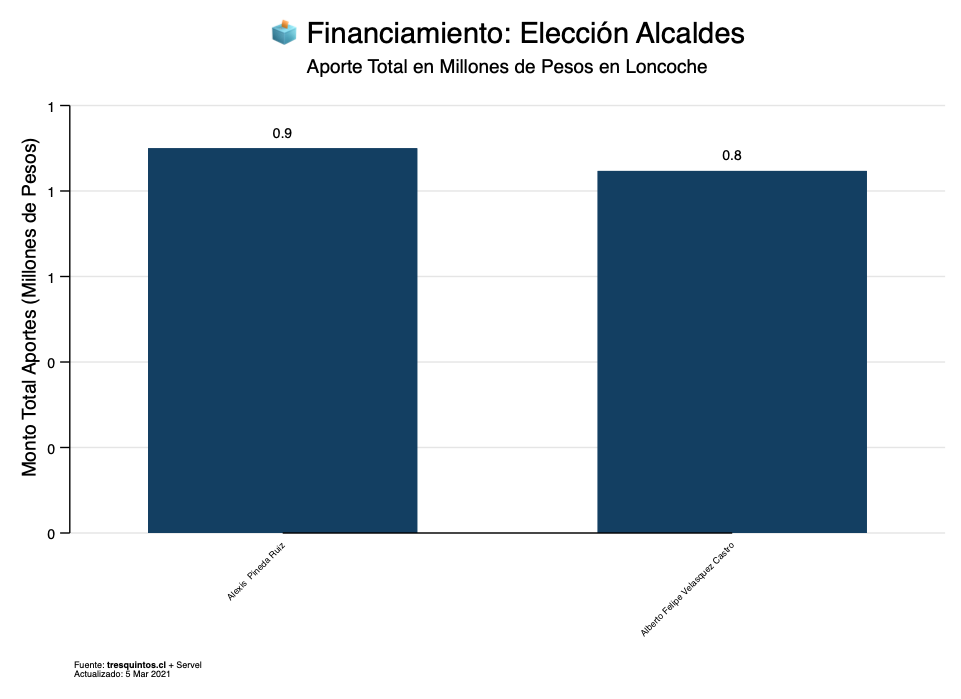 Financiamiento: Elección Alcaldes
Aporte Total en Millones de Pesos en Loncoche
Monto Total Aportes (Millones de Pesos)
1
1
1
0
0
0
0.9
0.8
Alexis  Pineda Ruiz
Alberto Felipe Velasquez Castro
Fuente: tresquintos.cl + Servel
Actualizado: 5 Mar 2021